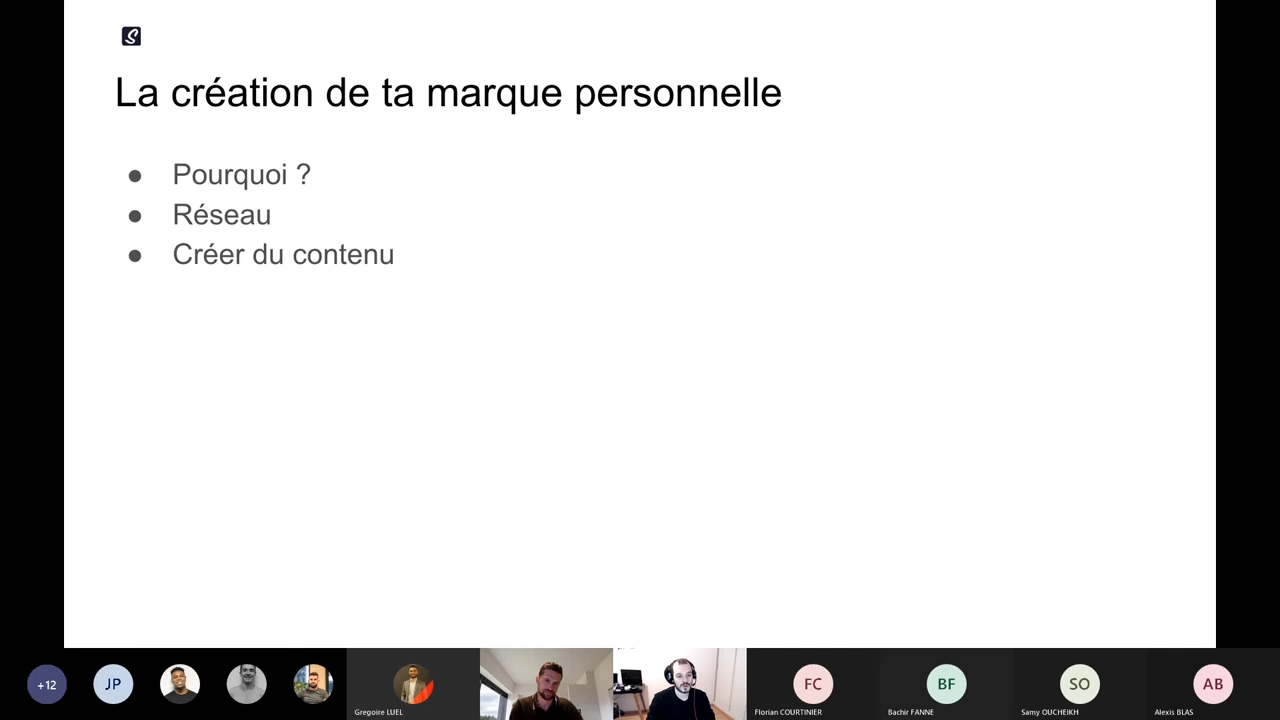 S
La création de ta marque personnelle
● Pourquoi ?
● Réseau
● Créer du contenu
+12
JP
Gregoire LUEL
FC
Florian COURTINIER
BF
Bachir FANNE
SO
Samy OUCHEIKH
AB
Alexis BLAS